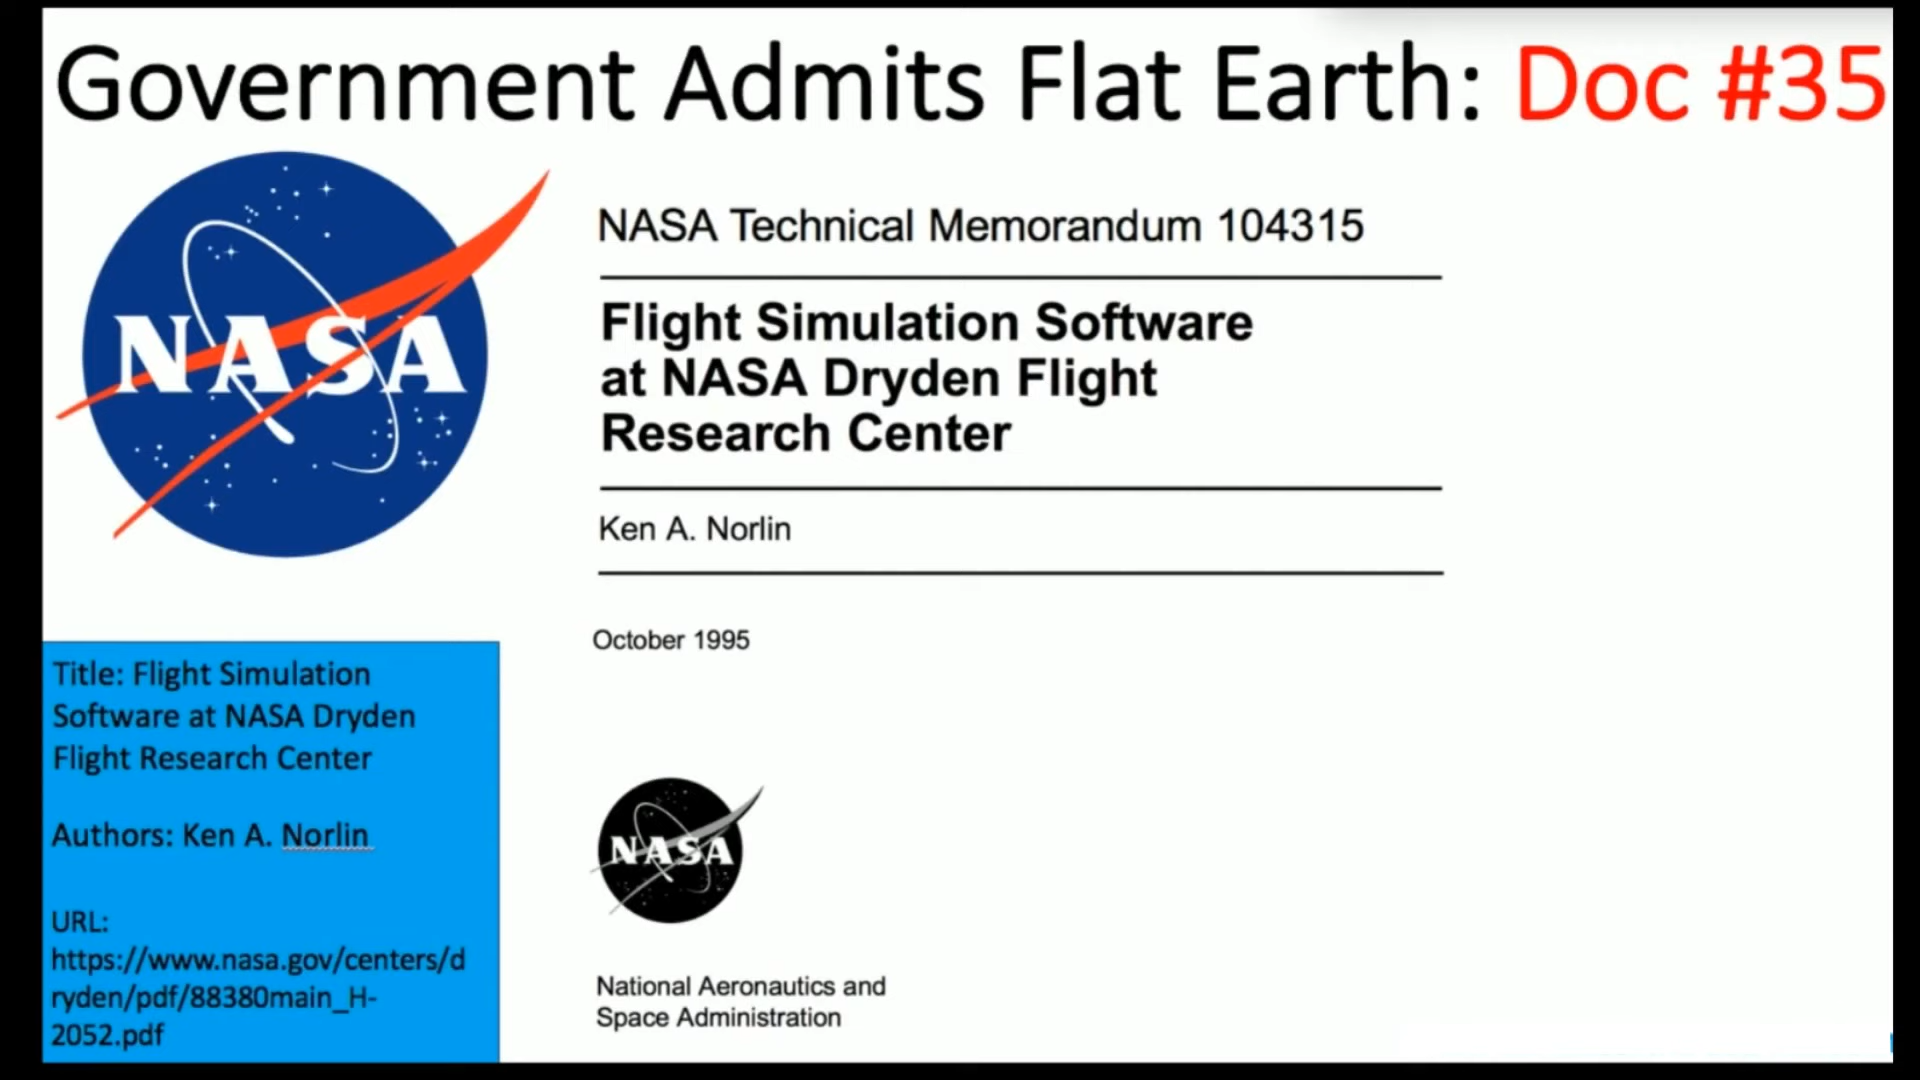 Government Admits Flat Earth: Doc #35
NASA
NASA Technical Memorandum 104315
Flight Simulation Software
at NASA Dryden Flight
Research Center
Ken A. Norlin
October 1995
Title: Flight Simulation
Software at NASA Dryden
Flight Research Center
Authors: Ken A. Norlin
URL:
https://www.nasa.gov/centers/d
ryden/pdf/88380main_H-
2052.pdf
NASA
National Aeronautics and
Space Administration